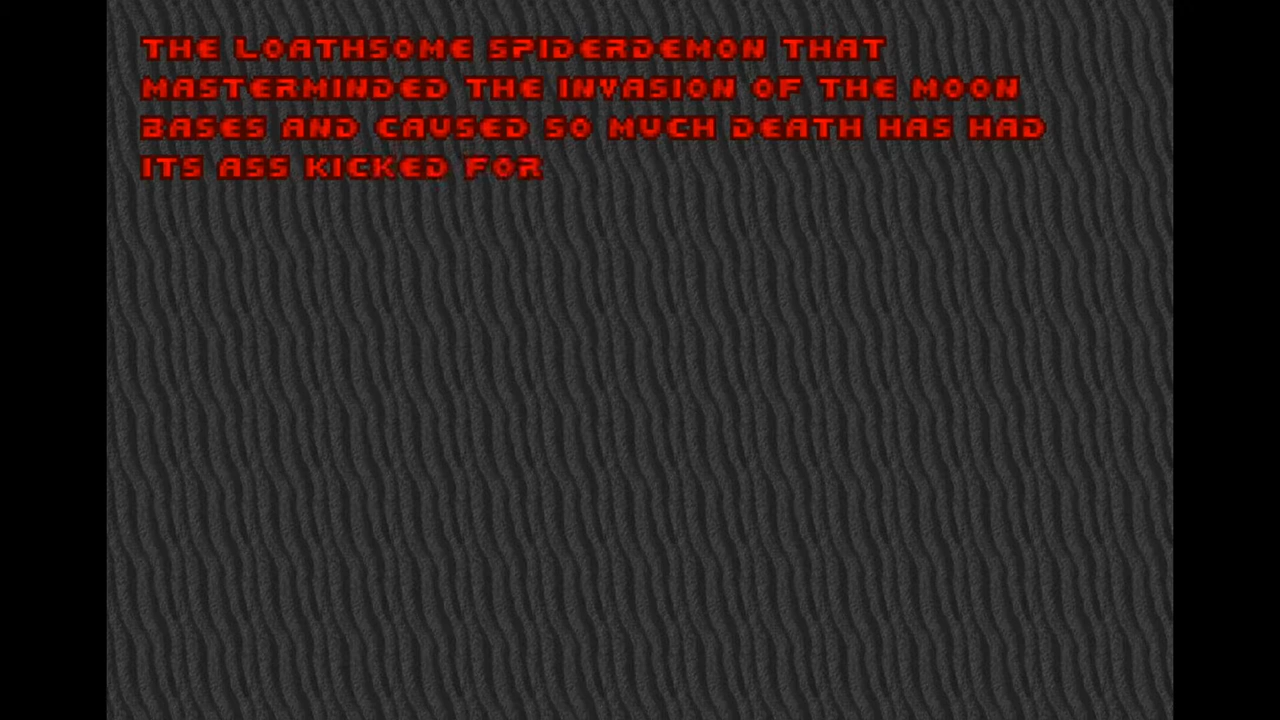 THE LOATHSOME SPIDERDEMON THAT
MASTERMINDED THE INVASION OF THE MOON
BASES AND CAUSED SO MUCH DEATH HAS HAD
ITS ASS KICKED FOR